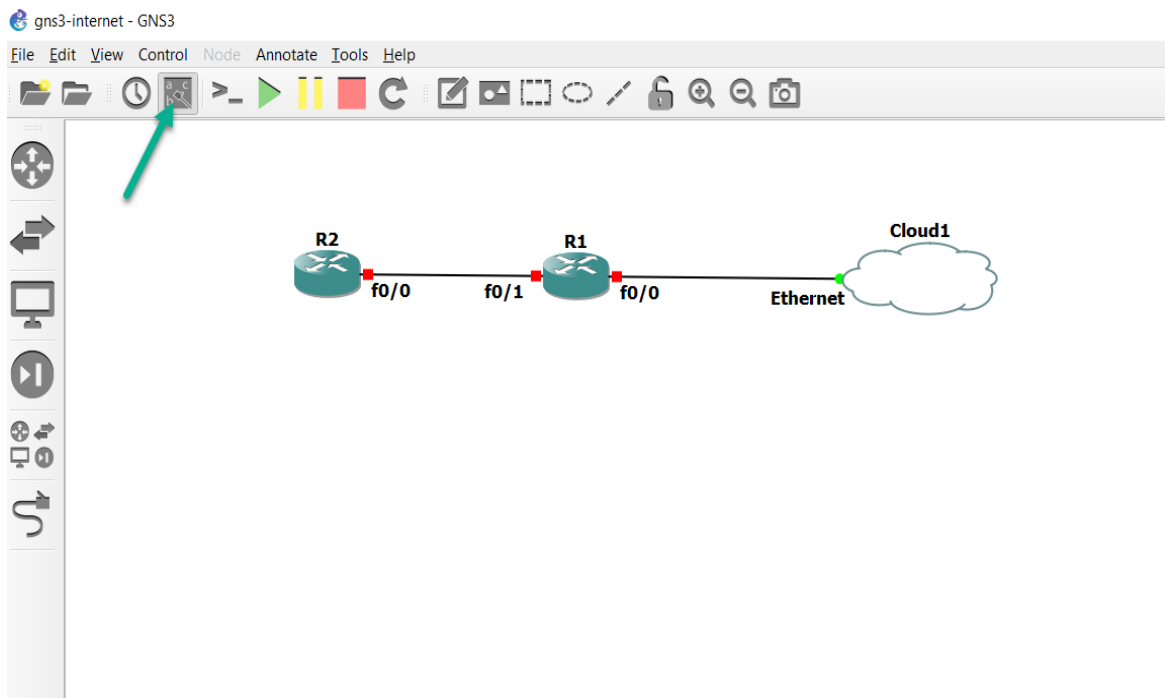 gns3-internet - GNS3
File Edit View Control Node Annotate Tools Help
a c
b
>_
R2
R1
Cloud1
f0/0
f0/1
f0/0
Ethernet